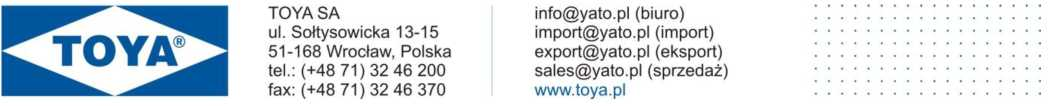 TOYA®
TOYA SA
ul. Sołtysowicka 13-15
51-168 Wrocław, Polska
tel.: (+48 71) 32 46 200
fax: (+48 71) 32 46 370
info@yato.pl (biuro)
import@yato.pl (import)
export@yato.pl (eksport)
sales@yato.pl (sprzedaż)
www.toya.pl